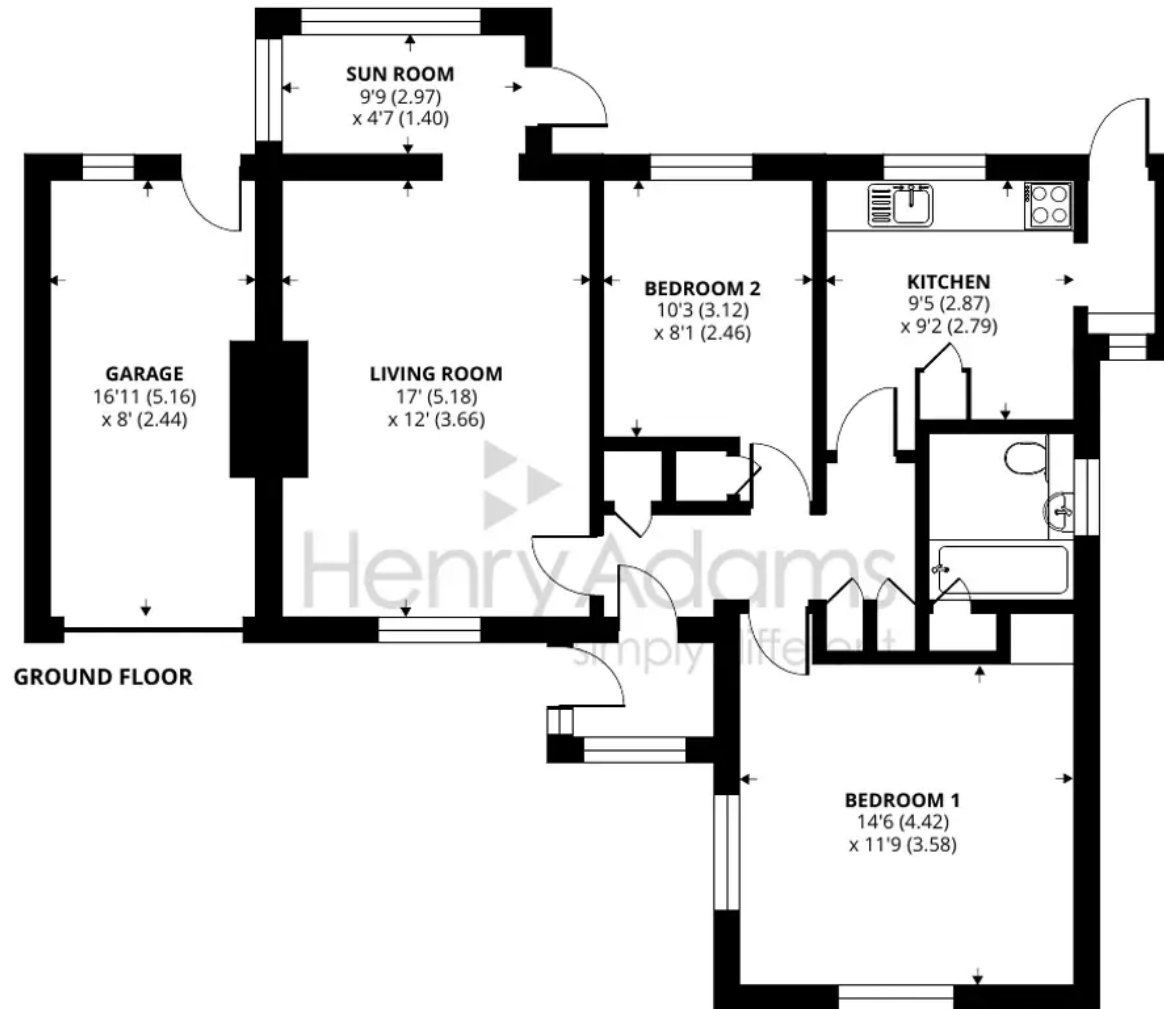 SUN ROOM
9'9 (2.97)
x 4'7 (1.40)
BEDROOM 2
10'3 (3.12)
x 8'1 (2.46)
KITCHEN
9'5 (2.87)
x 9'2 (2.79)
GARAGE
16'11 (5.16)
x 8' (2.44)
LIVING ROOM
17' (5.18)
x 12' (3.66)
Henry Adams
simply different
GROUND FLOOR
BEDROOM 1
14'6 (4.42)
x 11'9 (3.58)